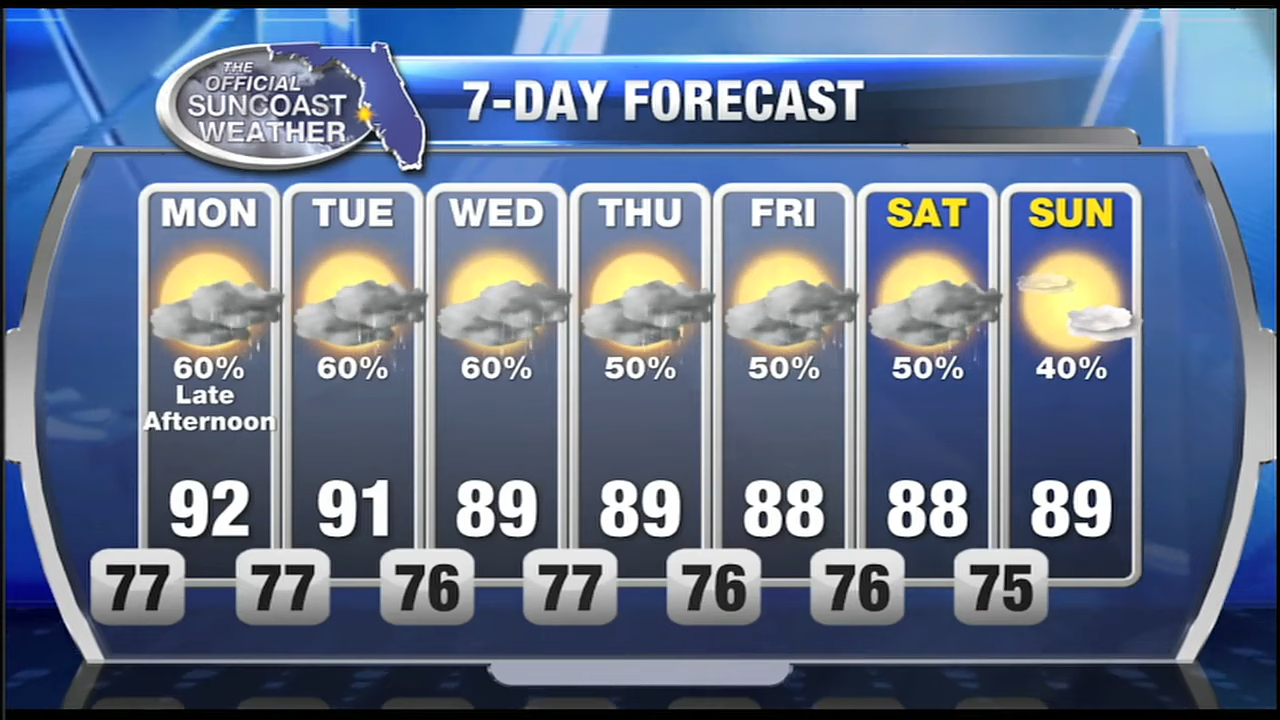 THE
OFFICIAL
SUNCOAST
WEATHER
7-DAY FORECAST
MON TUE WED THU FRI SAT SUN
60% 60% 60% 50% 50% 50% 40%
Late
Afternoon
92 91 89 89 88 88 89
77 77 76 77 76 76 75